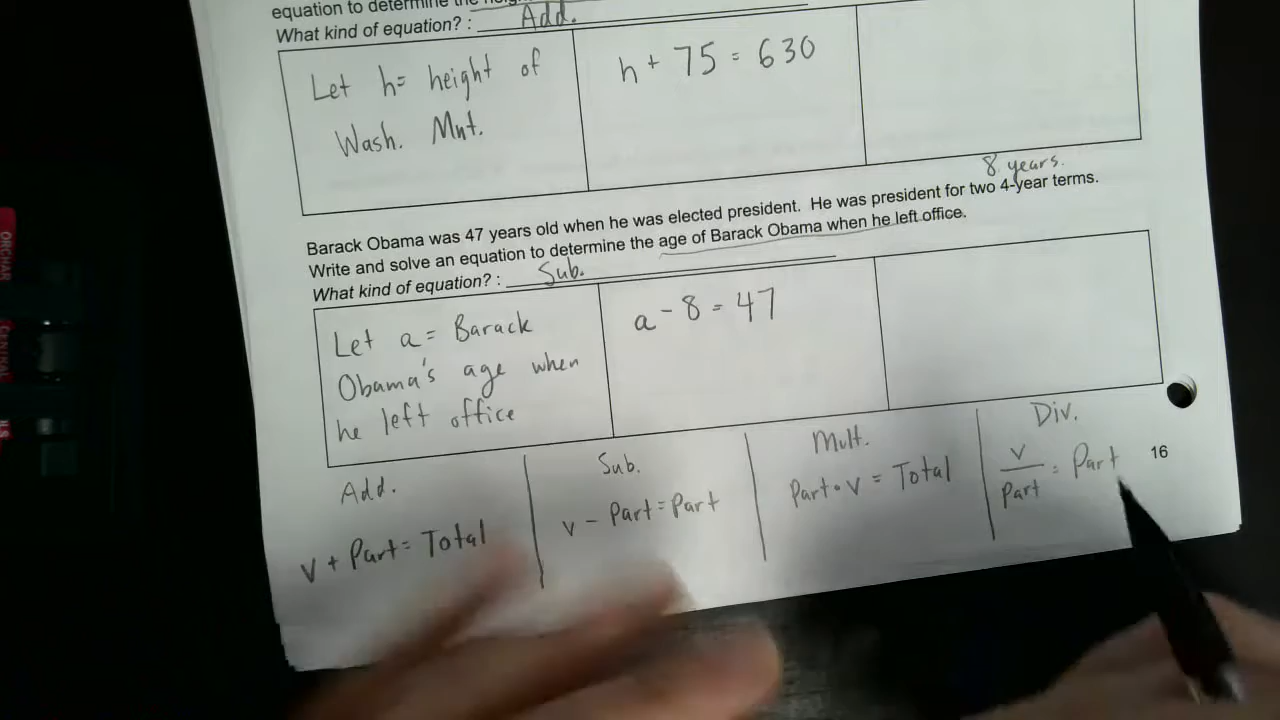 equation to determine the heig
What kind of equation? : Add.
Let h= height of
Wash. Mnt.
h + 75 = 630
8 years.
Barack Obama was 47 years old when he was elected president. He was president for two 4-year terms.
Write and solve an equation to determine the age of Barack Obama when he left office.
What kind of equation? : Sub.
Let a = Barack
Obama's age when
he left office
a - 8 = 47
Add.
v + Part = Total
Sub.
v - Part = Part
Mult.
Part • v = Total
Div.
v
Part = Part
16
ORCHAR
CENTRAL